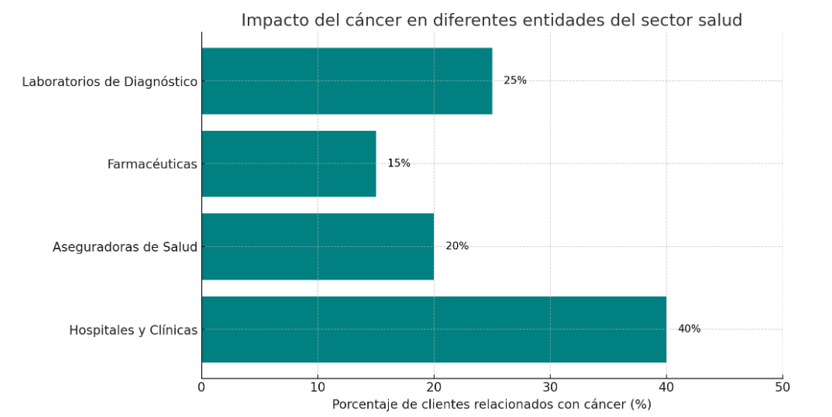 Impacto del cáncer en diferentes entidades del sector salud
Laboratorios de Diagnóstico
25%
Farmacéuticas
15%
Aseguradoras de Salud
20%
Hospitales y Clínicas
40%
0 10 20 30 40 50
Porcentaje de clientes relacionados con cáncer (%)